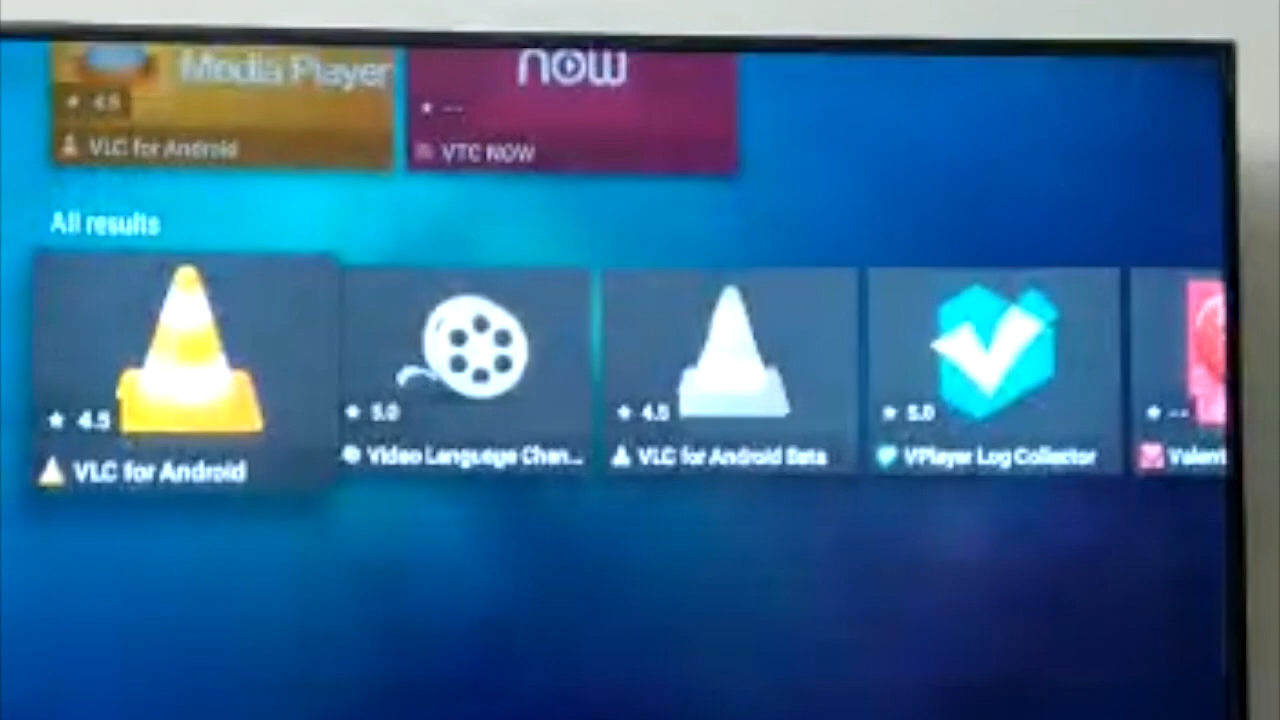 Media Player
now
4.5
--
VLC for Android
VTC NOW
All results
4.5
5.0
4.5
5.0
--
VLC for Android
Video Language Chan...
VLC for Android Beta
VPlayer Log Collector
Valent